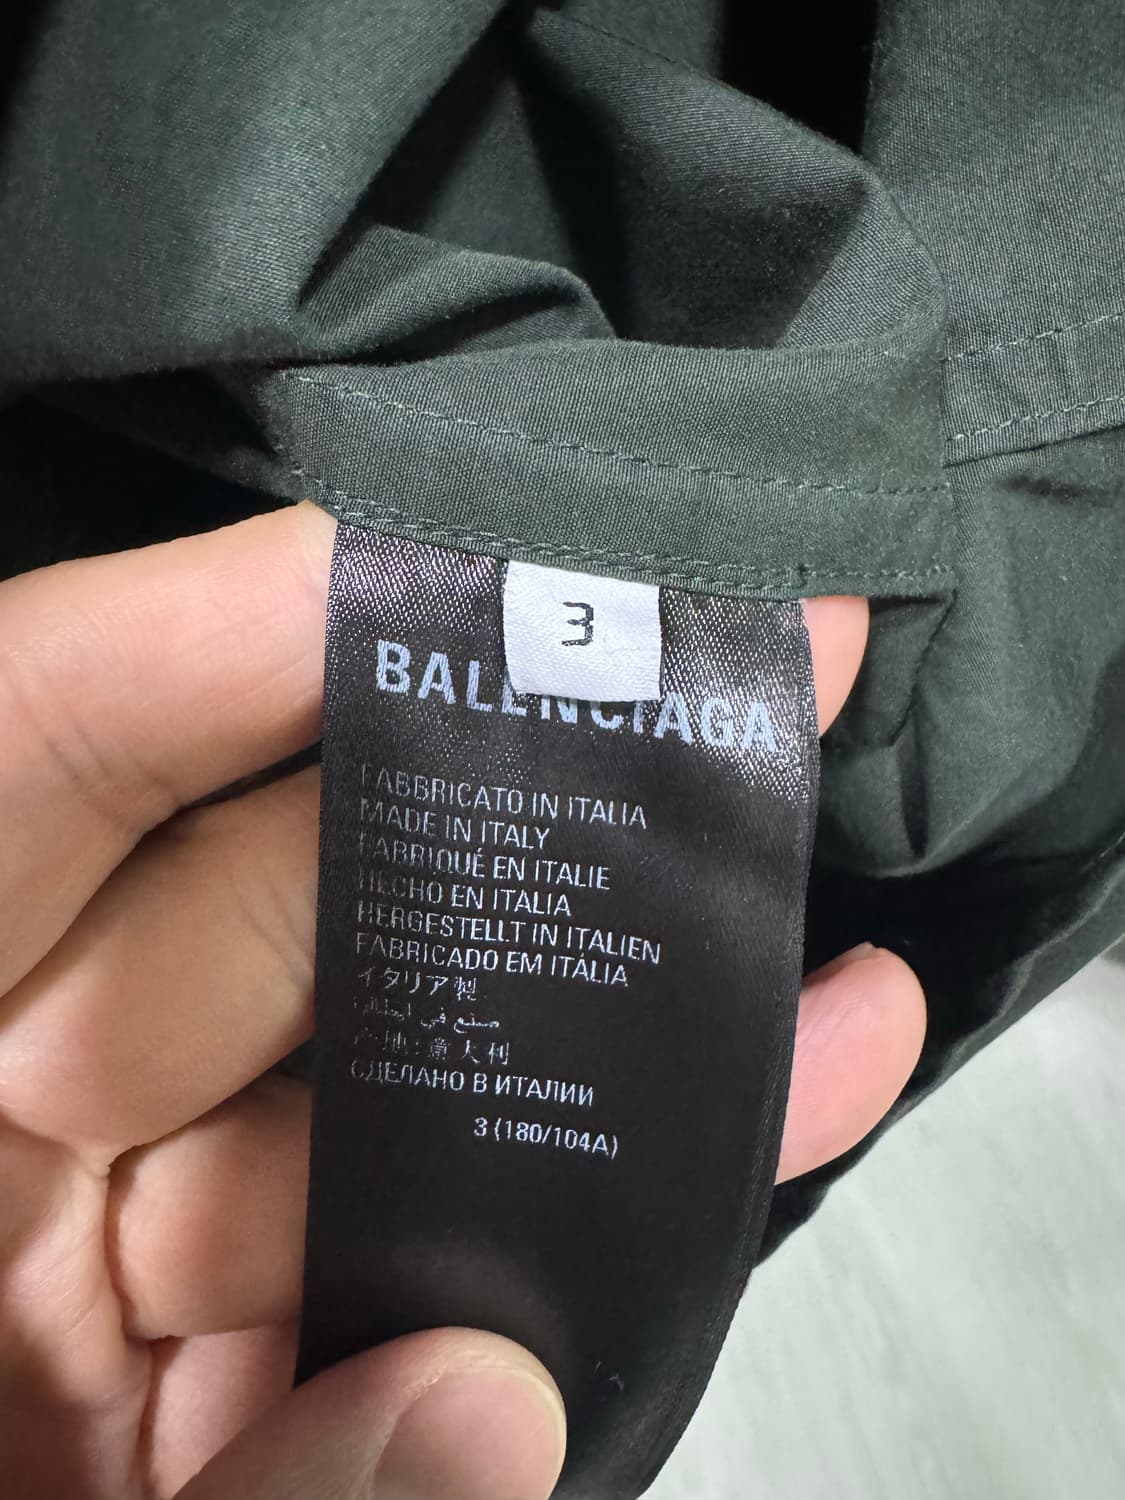 3
BALENCIAGA
FABBRICATO IN ITALIA
MADE IN ITALY
FABRIQUÉ EN ITALIE
HECHO EN ITALIA
HERGESTELLT IN ITALIEN
FABRICADO EM ITÁLIA
イタリア製
صنع في إيطاليا
产地:意大利
СДЕЛАНО В ИТАЛИИ
3 (180/104A)